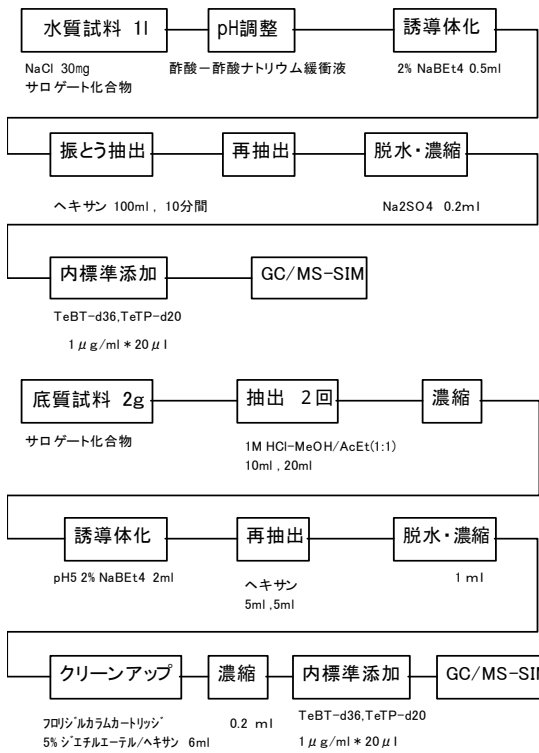 水質試料 1l
pH調整
誘導体化
NaCl 30mg
サロゲート化合物
酢酸－酢酸ナトリウム緩衝液
2% NaBEt4 0.5ml
振とう抽出
再抽出
脱水・濃縮
ヘキサン 100ml , 10分間
Na2SO4 0.2ml
内標準添加
GC/MS-SIM
TeBT-d36,TeTP-d20
1μg/ml*20μl
底質試料 2g
抽出 2回
濃縮
サロゲート化合物
1M HCl-MeOH/AcEt(1:1)
10ml , 20ml
誘導体化
再抽出
脱水・濃縮
pH5 2% NaBEt4 2ml
ヘキサン
5ml ,5ml
1ml
クリーンアップ
濃縮
内標準添加
GC/MS-SIM
フロリジルカラムカートリッジ
5% ジエチルエーテル/ヘキサン 6ml
0.2 ml
TeBT-d36,TeTP-d20
1μg/ml*20μl